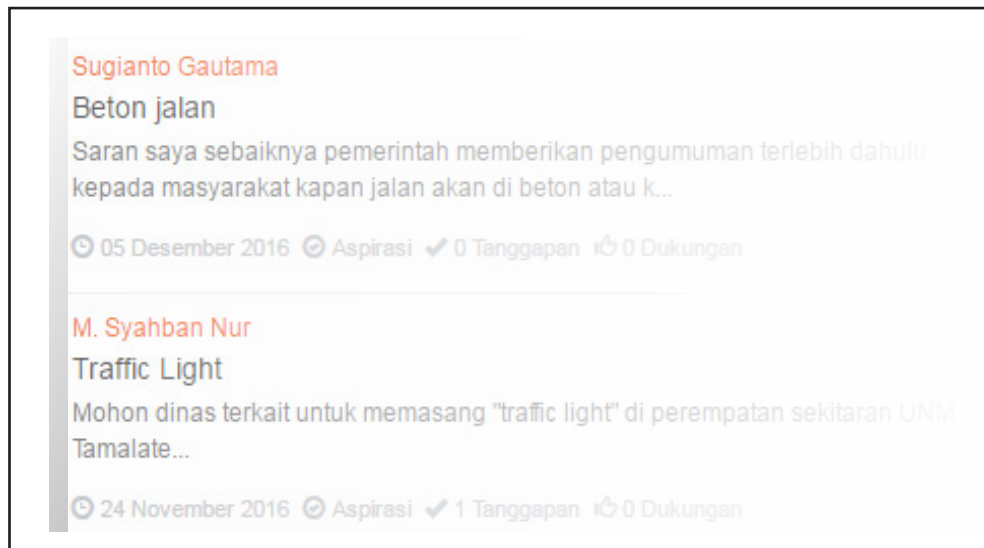 Sugianto Gautama
Beton jalan
Saran saya sebaiknya pemerintah memberikan pengumuman terlebih dahulu
kepada masyarakat kapan jalan akan di beton atau k...
05 Desember 2016 Aspirasi 0 Tanggapan 0 Dukungan
M. Syahban Nur
Traffic Light
Mohon dinas terkait untuk memasang "traffic light" di perempatan sekitaran UNM
Tamalate...
24 November 2016 Aspirasi 1 Tanggapan 0 Dukungan